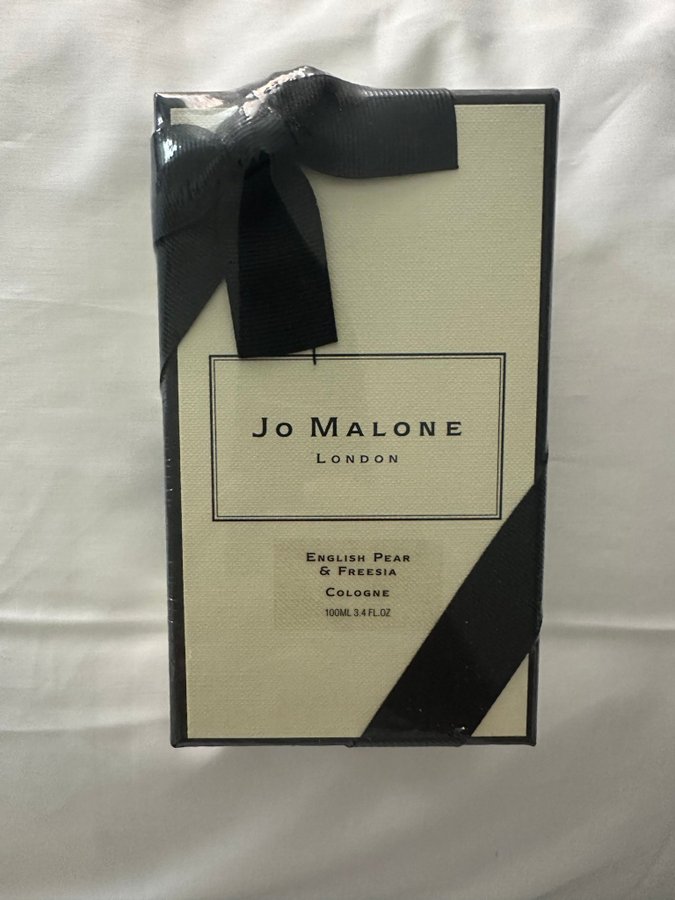 Jo Malone
London
English Pear
& Freesia
Cologne
100ML 3.4 FL.OZ